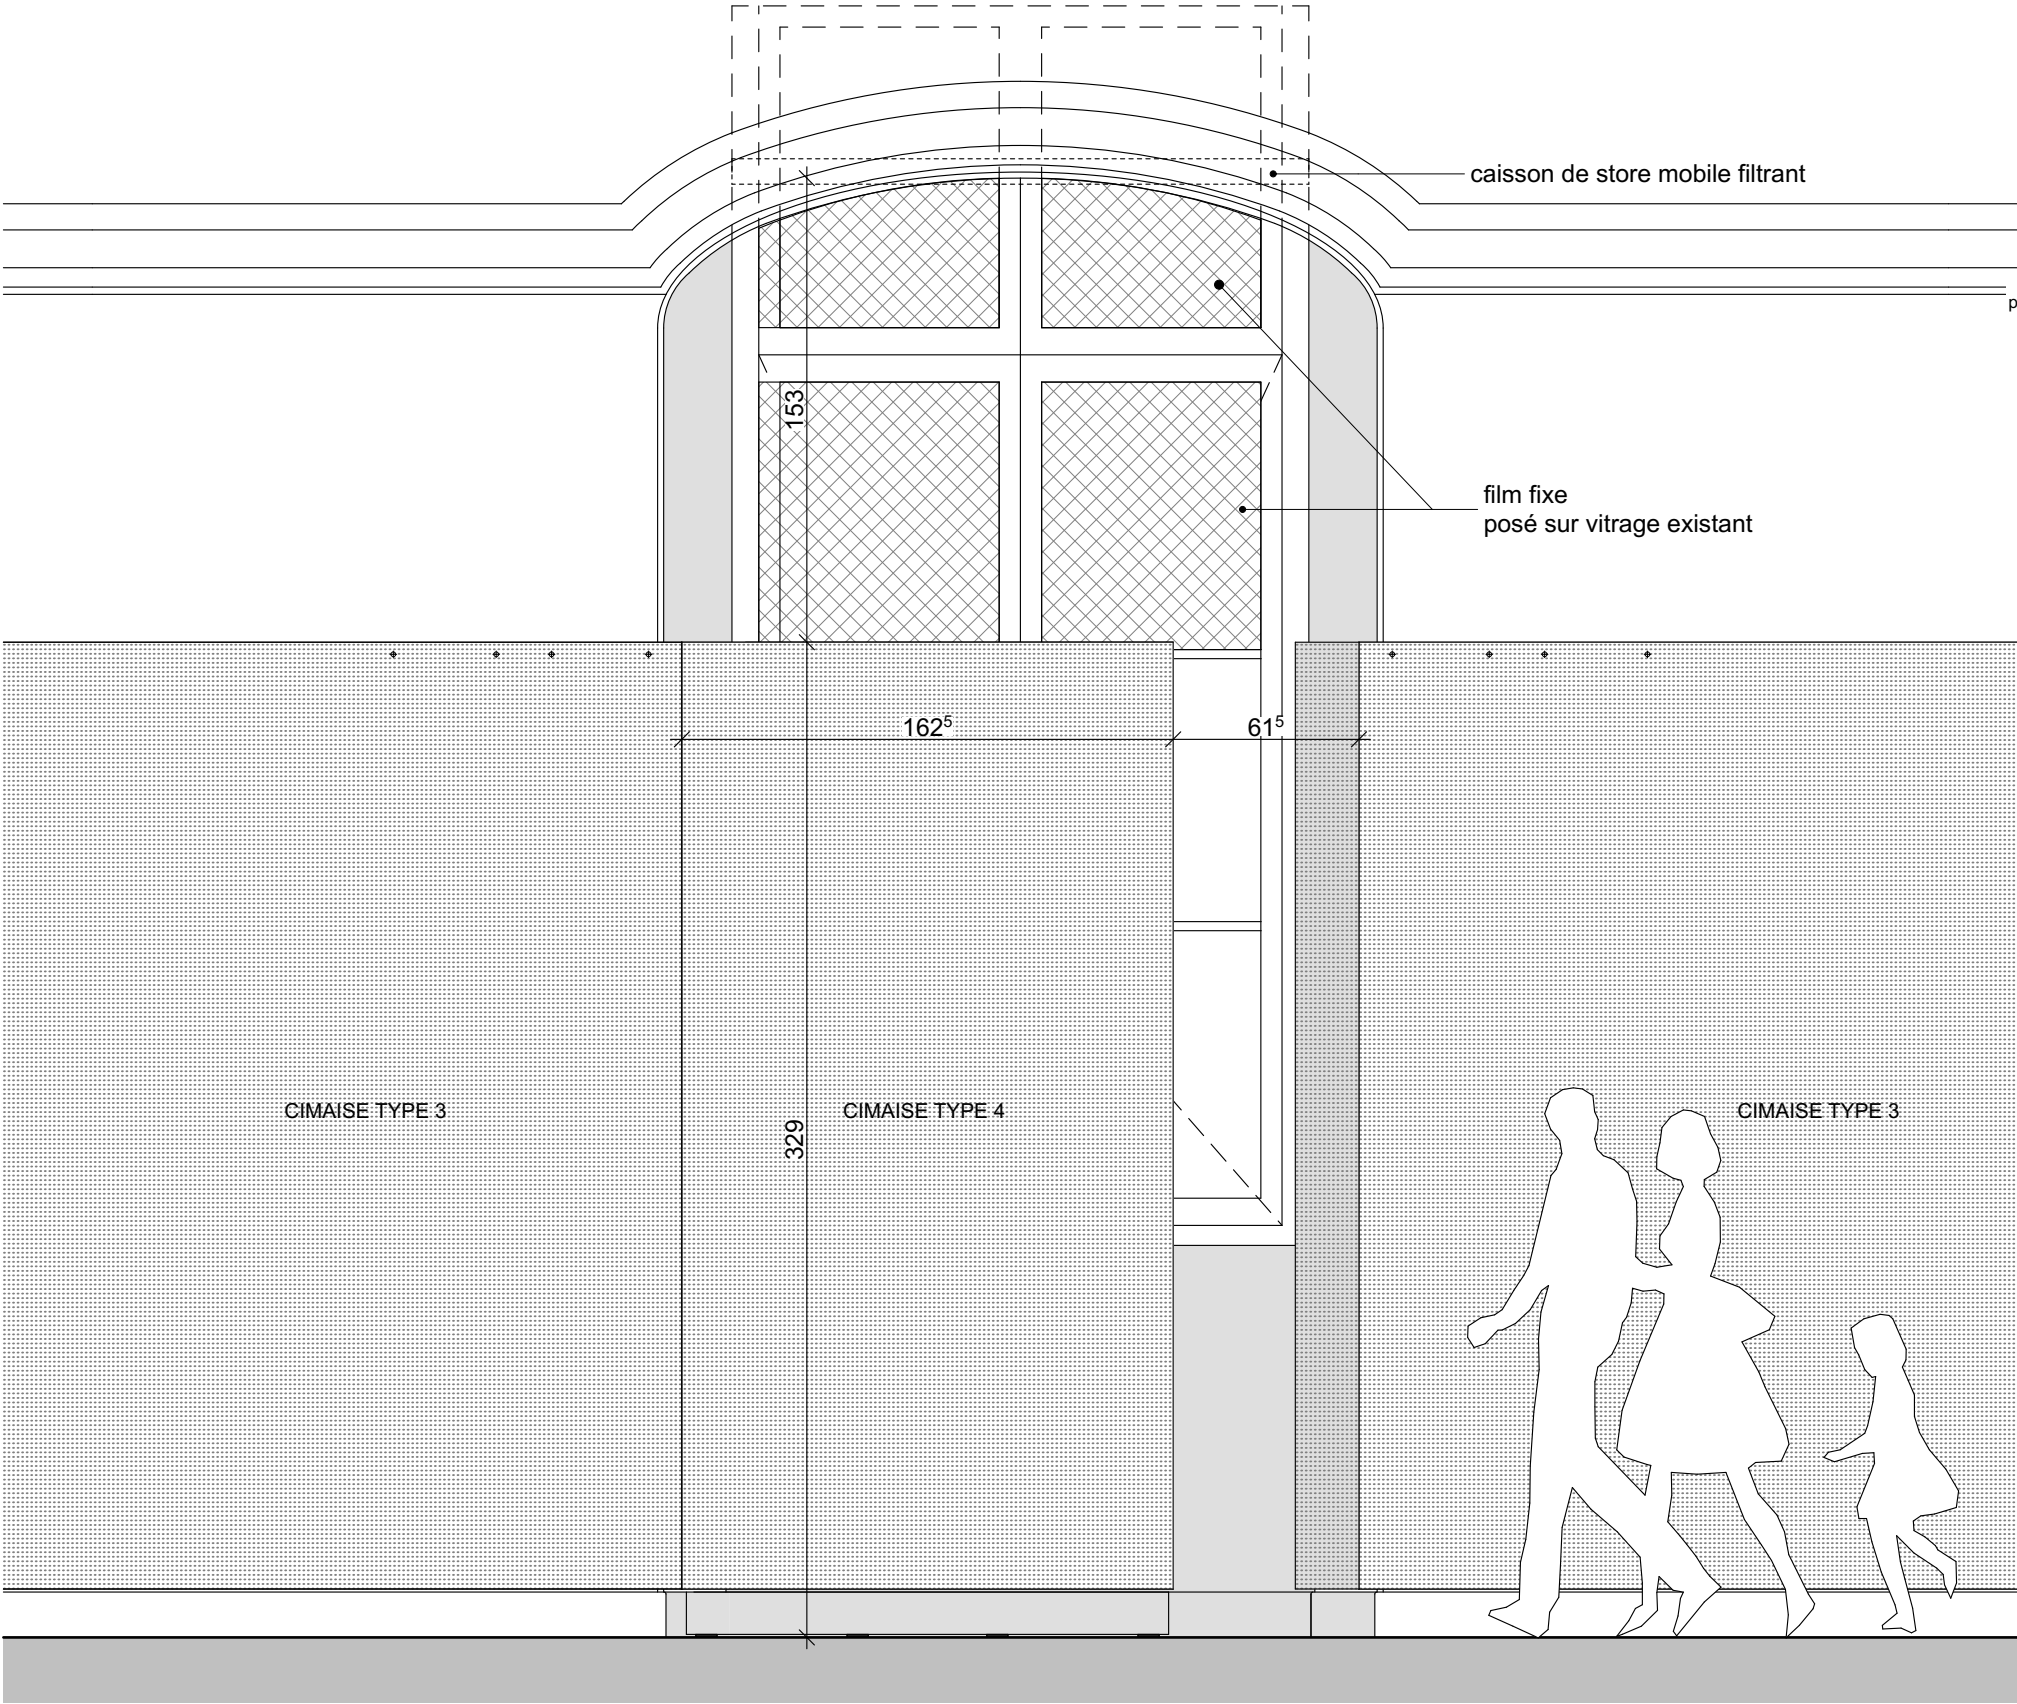 caisson de store mobile filtrant
p
153
film fixe
posé sur vitrage existant
162⁵
61⁵
CIMAISE TYPE 3
CIMAISE TYPE 4
CIMAISE TYPE 3
329